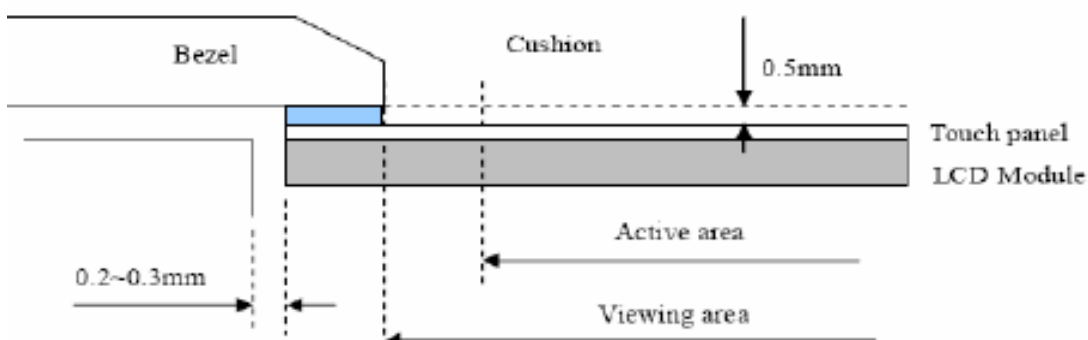 Cushion
Bezel
0.5mm
Touch panel
LCD Module
Active area
0.2~0.3mm
Viewing area